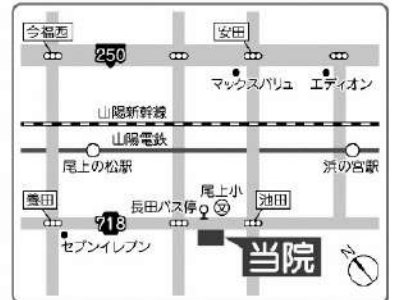 今福西
250
安田
マックスバリュ
エディオン
山陽新幹線
山陽電鉄
尾上の松駅
浜の宮駅
養田
718
長田バス停
尾上小
文
池田
セブンイレブン
当院
N